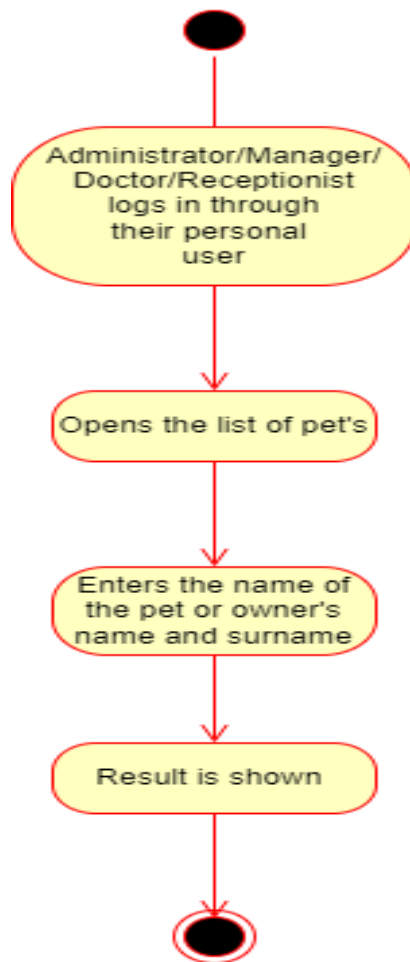 Administrator/Manager/
Doctor/Receptionist
logs in through
their personal
user
Opens the list of pet's
Enters the name of
the pet or owner's
name and surname
Result is shown